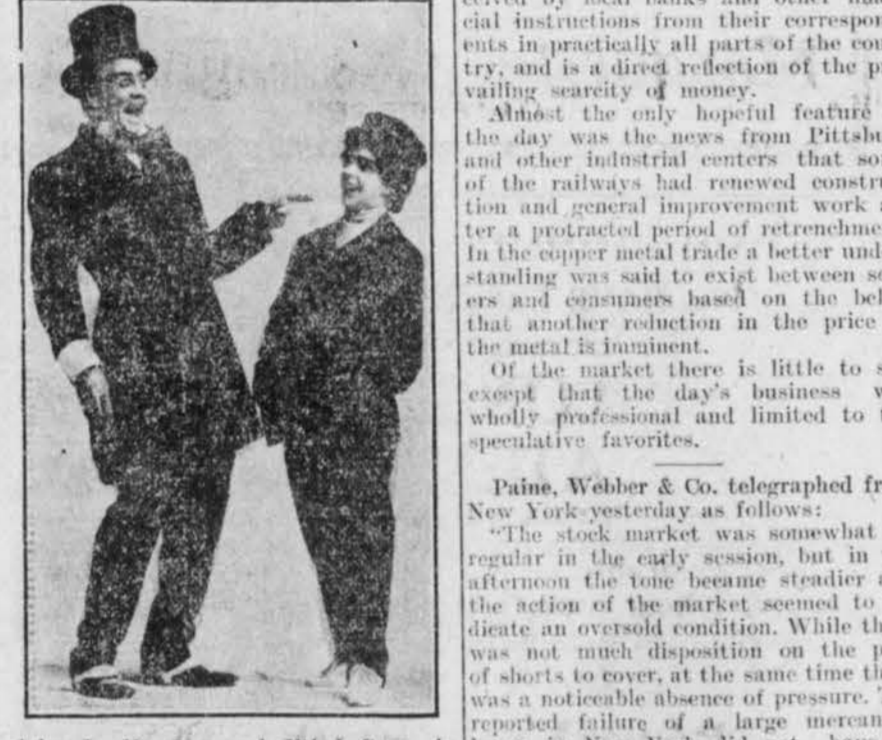 cial instructions from their correspon
ents in practically all parts of the cou
try, and is a direct reflection of the p
vailing scarcity of money.
Almost the only hopeful feature
the day was the news from Pittsbu
and other industrial centers that so
of the railways had renewed constru
tion and general improvement work a
ter a protracted period of retrenchme
In the copper metal trade a better und
standing was said to exist between se
ers and consumers based on the bel
that another reduction in the price
the metal is imminent.
Of the market there is little to s
except that the day's business w
wholly professional and limited to t
speculative favorites.
Paine, Webber & Co. telegraphed fr
New York yesterday as follows:
"The stock market was somewhat
regular in the early session, but in
afternoon the tone became steadier a
the action of the market seemed to
dicate an oversold condition. While th
was not much disposition on the p
of shorts to cover, at the same time th
was a noticeable absence of pressure.
reported failure of a large mercan